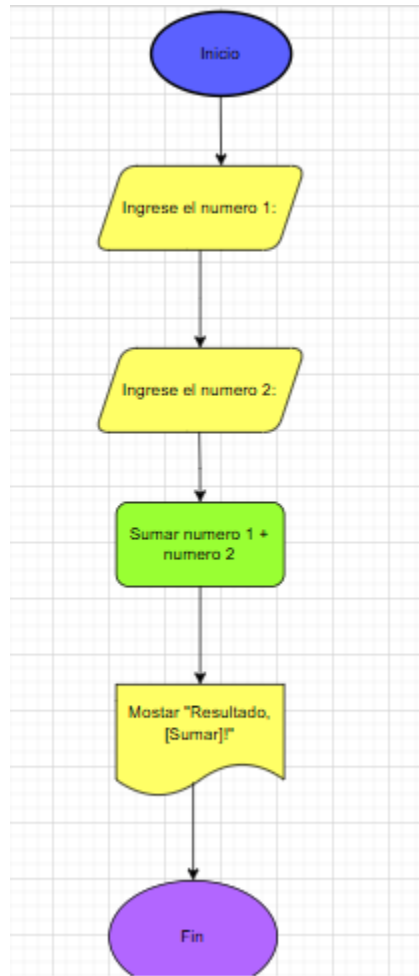 Inicio
Ingrese el numero 1:
Ingrese el numero 2:
Sumar numero 1 +
numero 2
Mostar "Resultado,
[Sumar]!"
Fin